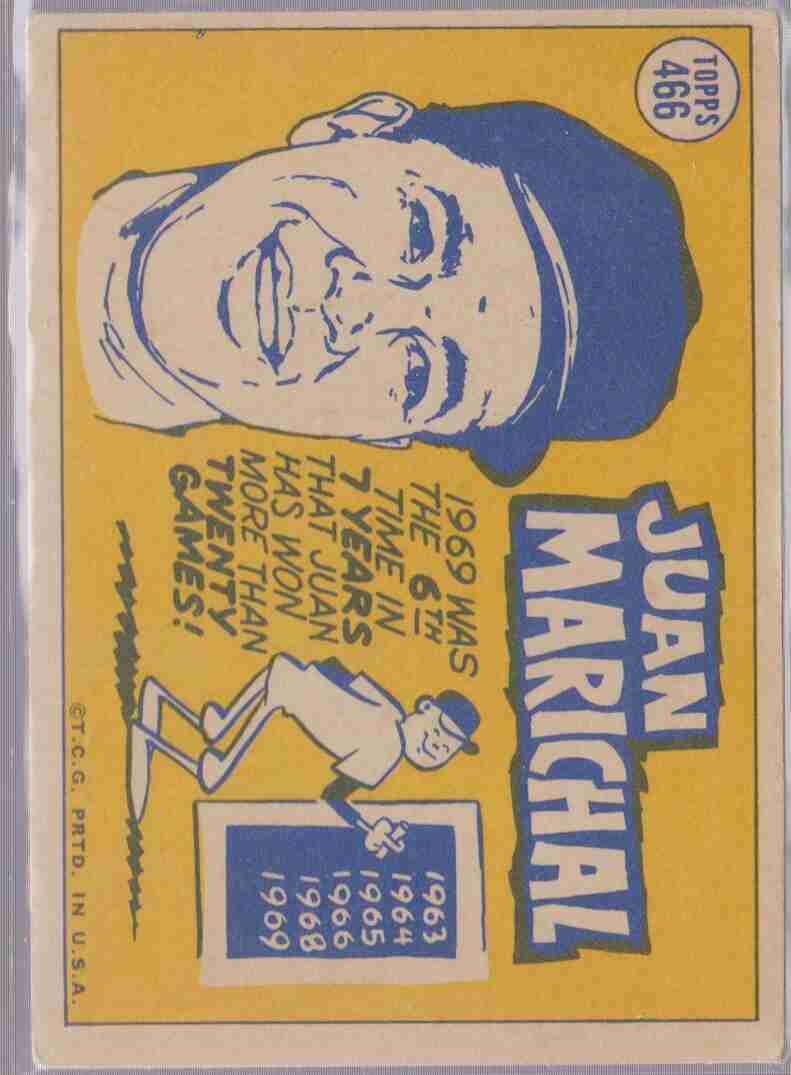 TOPPS
466
JUAN
MARICHAL
1969 WAS
THE 6TH
TIME IN
7 YEARS
THAT JUAN
HAS WON
MORE THAN
TWENTY
GAMES!
1963
1964
1965
1966
1968
1969
©T.C.G. PRTD. IN U.S.A.